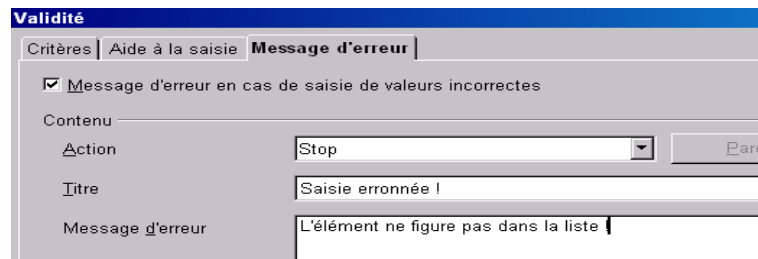 Validité
Critères Aide à la saisie Message d'erreur
Message d'erreur en cas de saisie de valeurs incorrectes
Contenu
Action Stop
Titre Saisie erronnée !
Message d'erreur L'élément ne figure pas dans la liste !